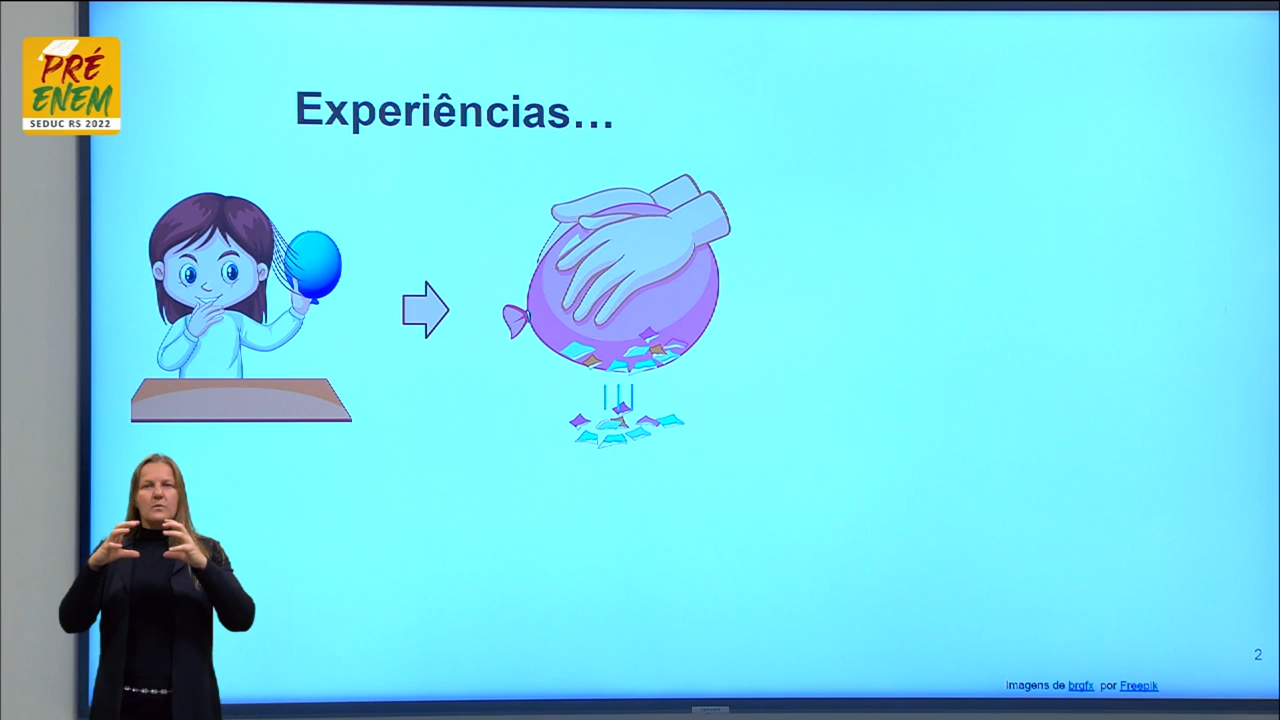 PRÉ
ENEM
SEDUC RS 2022
Experiências...
2
Imagens de brgfx por Freepik